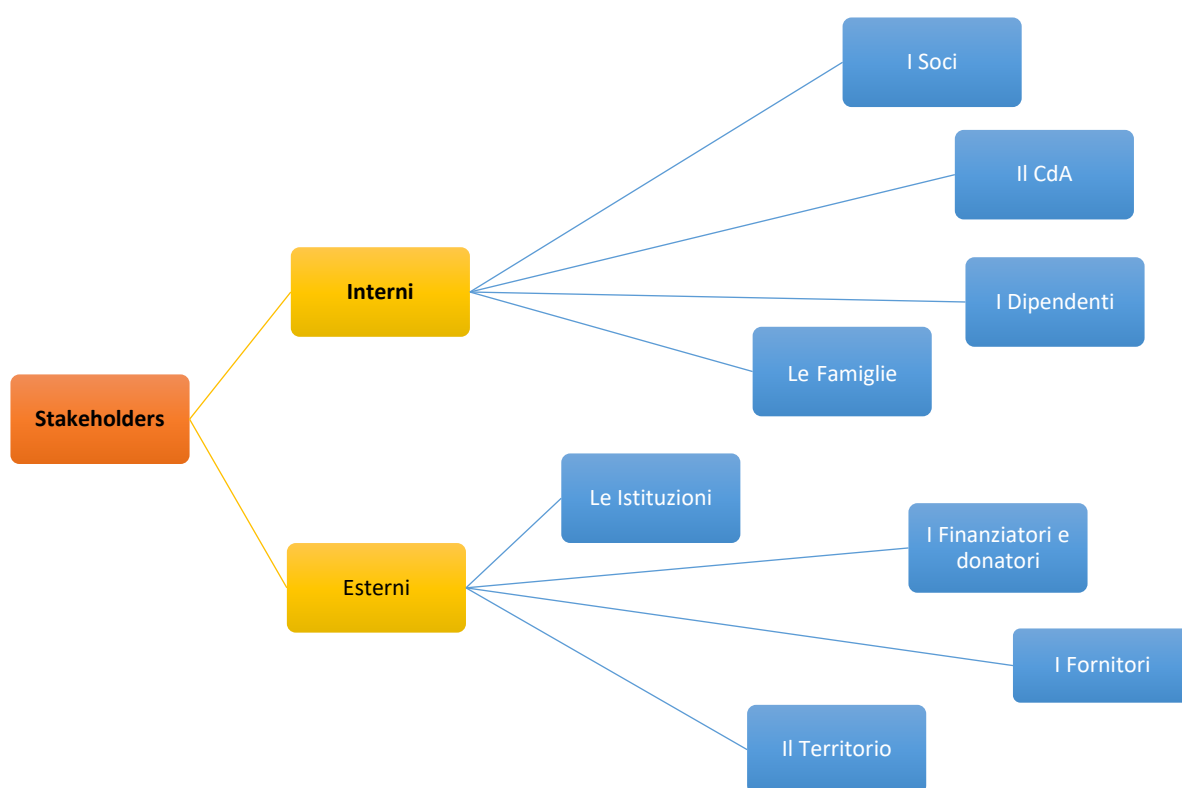 I Soci
Il CdA
Interni
I Dipendenti
Le Famiglie
Stakeholders
Le Istituzioni
I Finanziatori e
donatori
Esterni
I Fornitori
Il Territorio